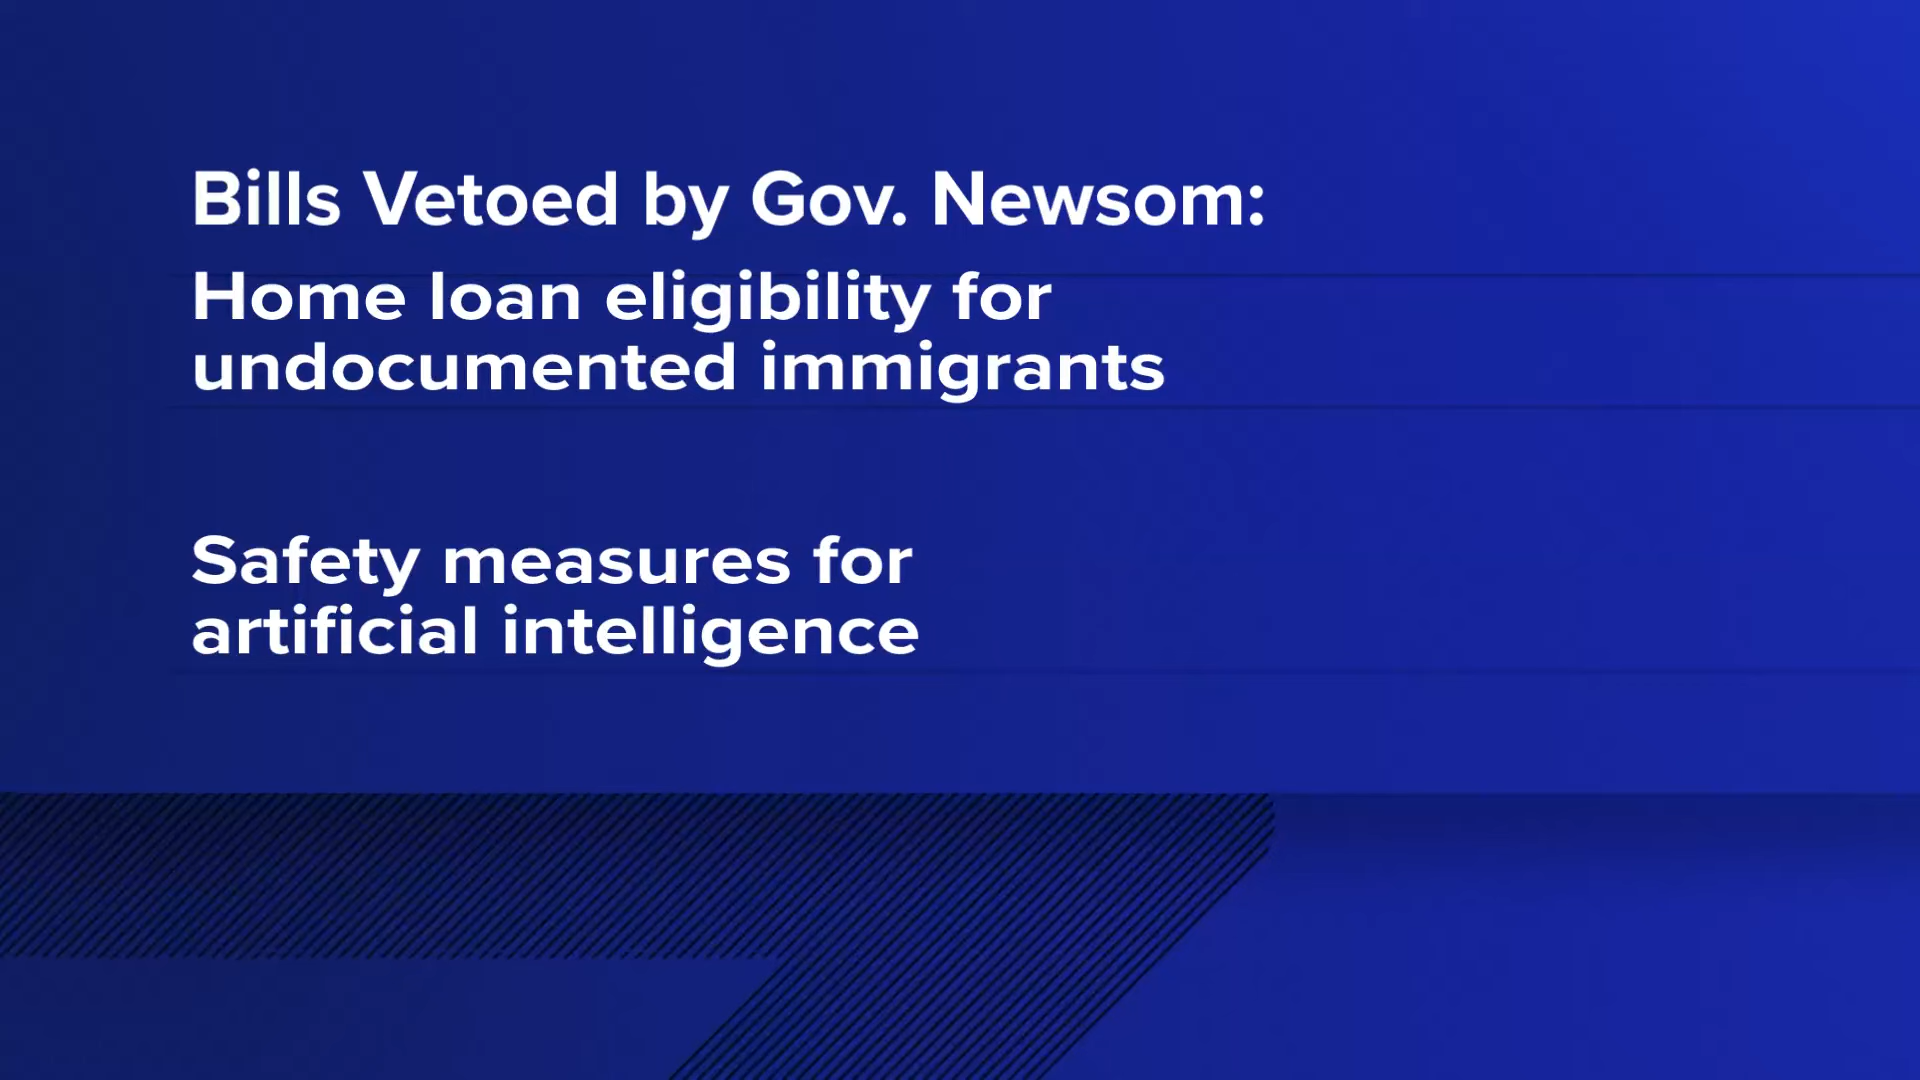 Bills Vetoed by Gov. Newsom:
Home loan eligibility for
undocumented immigrants
Safety measures for
artificial intelligence